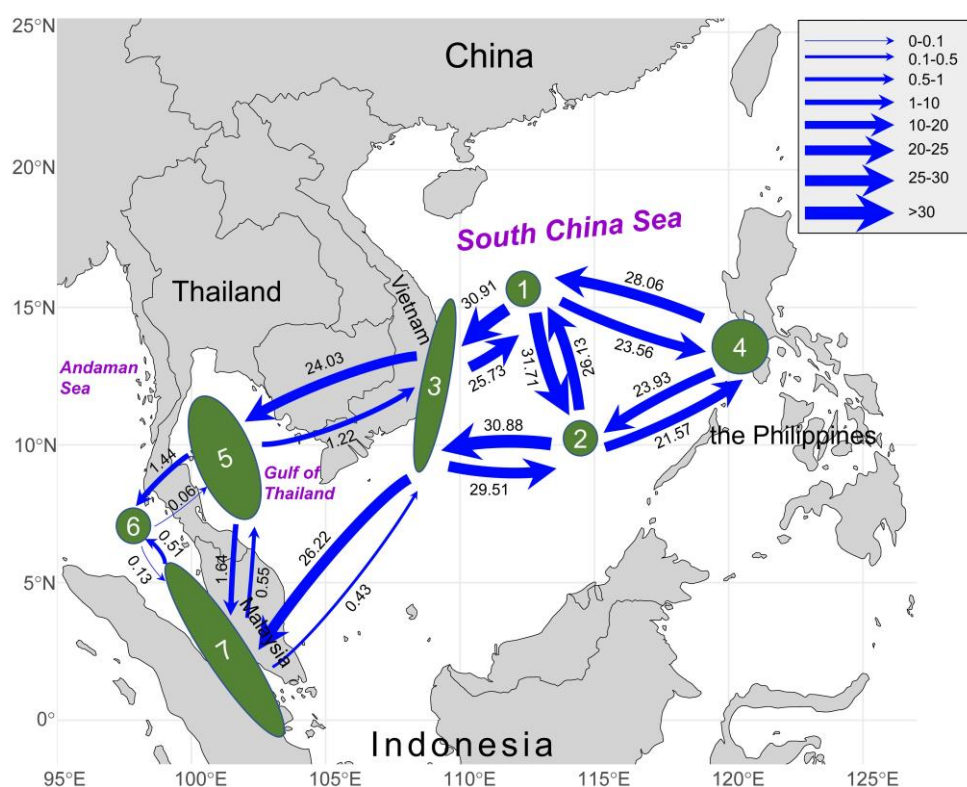 25°N
20°N
15°N
10°N
5°N
0°
95°E
100°E
105°E
110°E
115°E
120°E
125°E
0-0.1
0.1-0.5
0.5-1
1-10
10-20
20-25
25-30
>30
China
South China Sea
Thailand
Vietnam
Andaman
Sea
Gulf of
Thailand
the Philippines
Malaysia
Indonesia
1
2
3
4
5
6
7
30.91
28.06
23.56
25.73
31.71
26.13
23.93
21.57
24.03
1.22
30.88
29.51
1.44
0.06
0.51
0.13
1.64
0.55
26.22
0.43